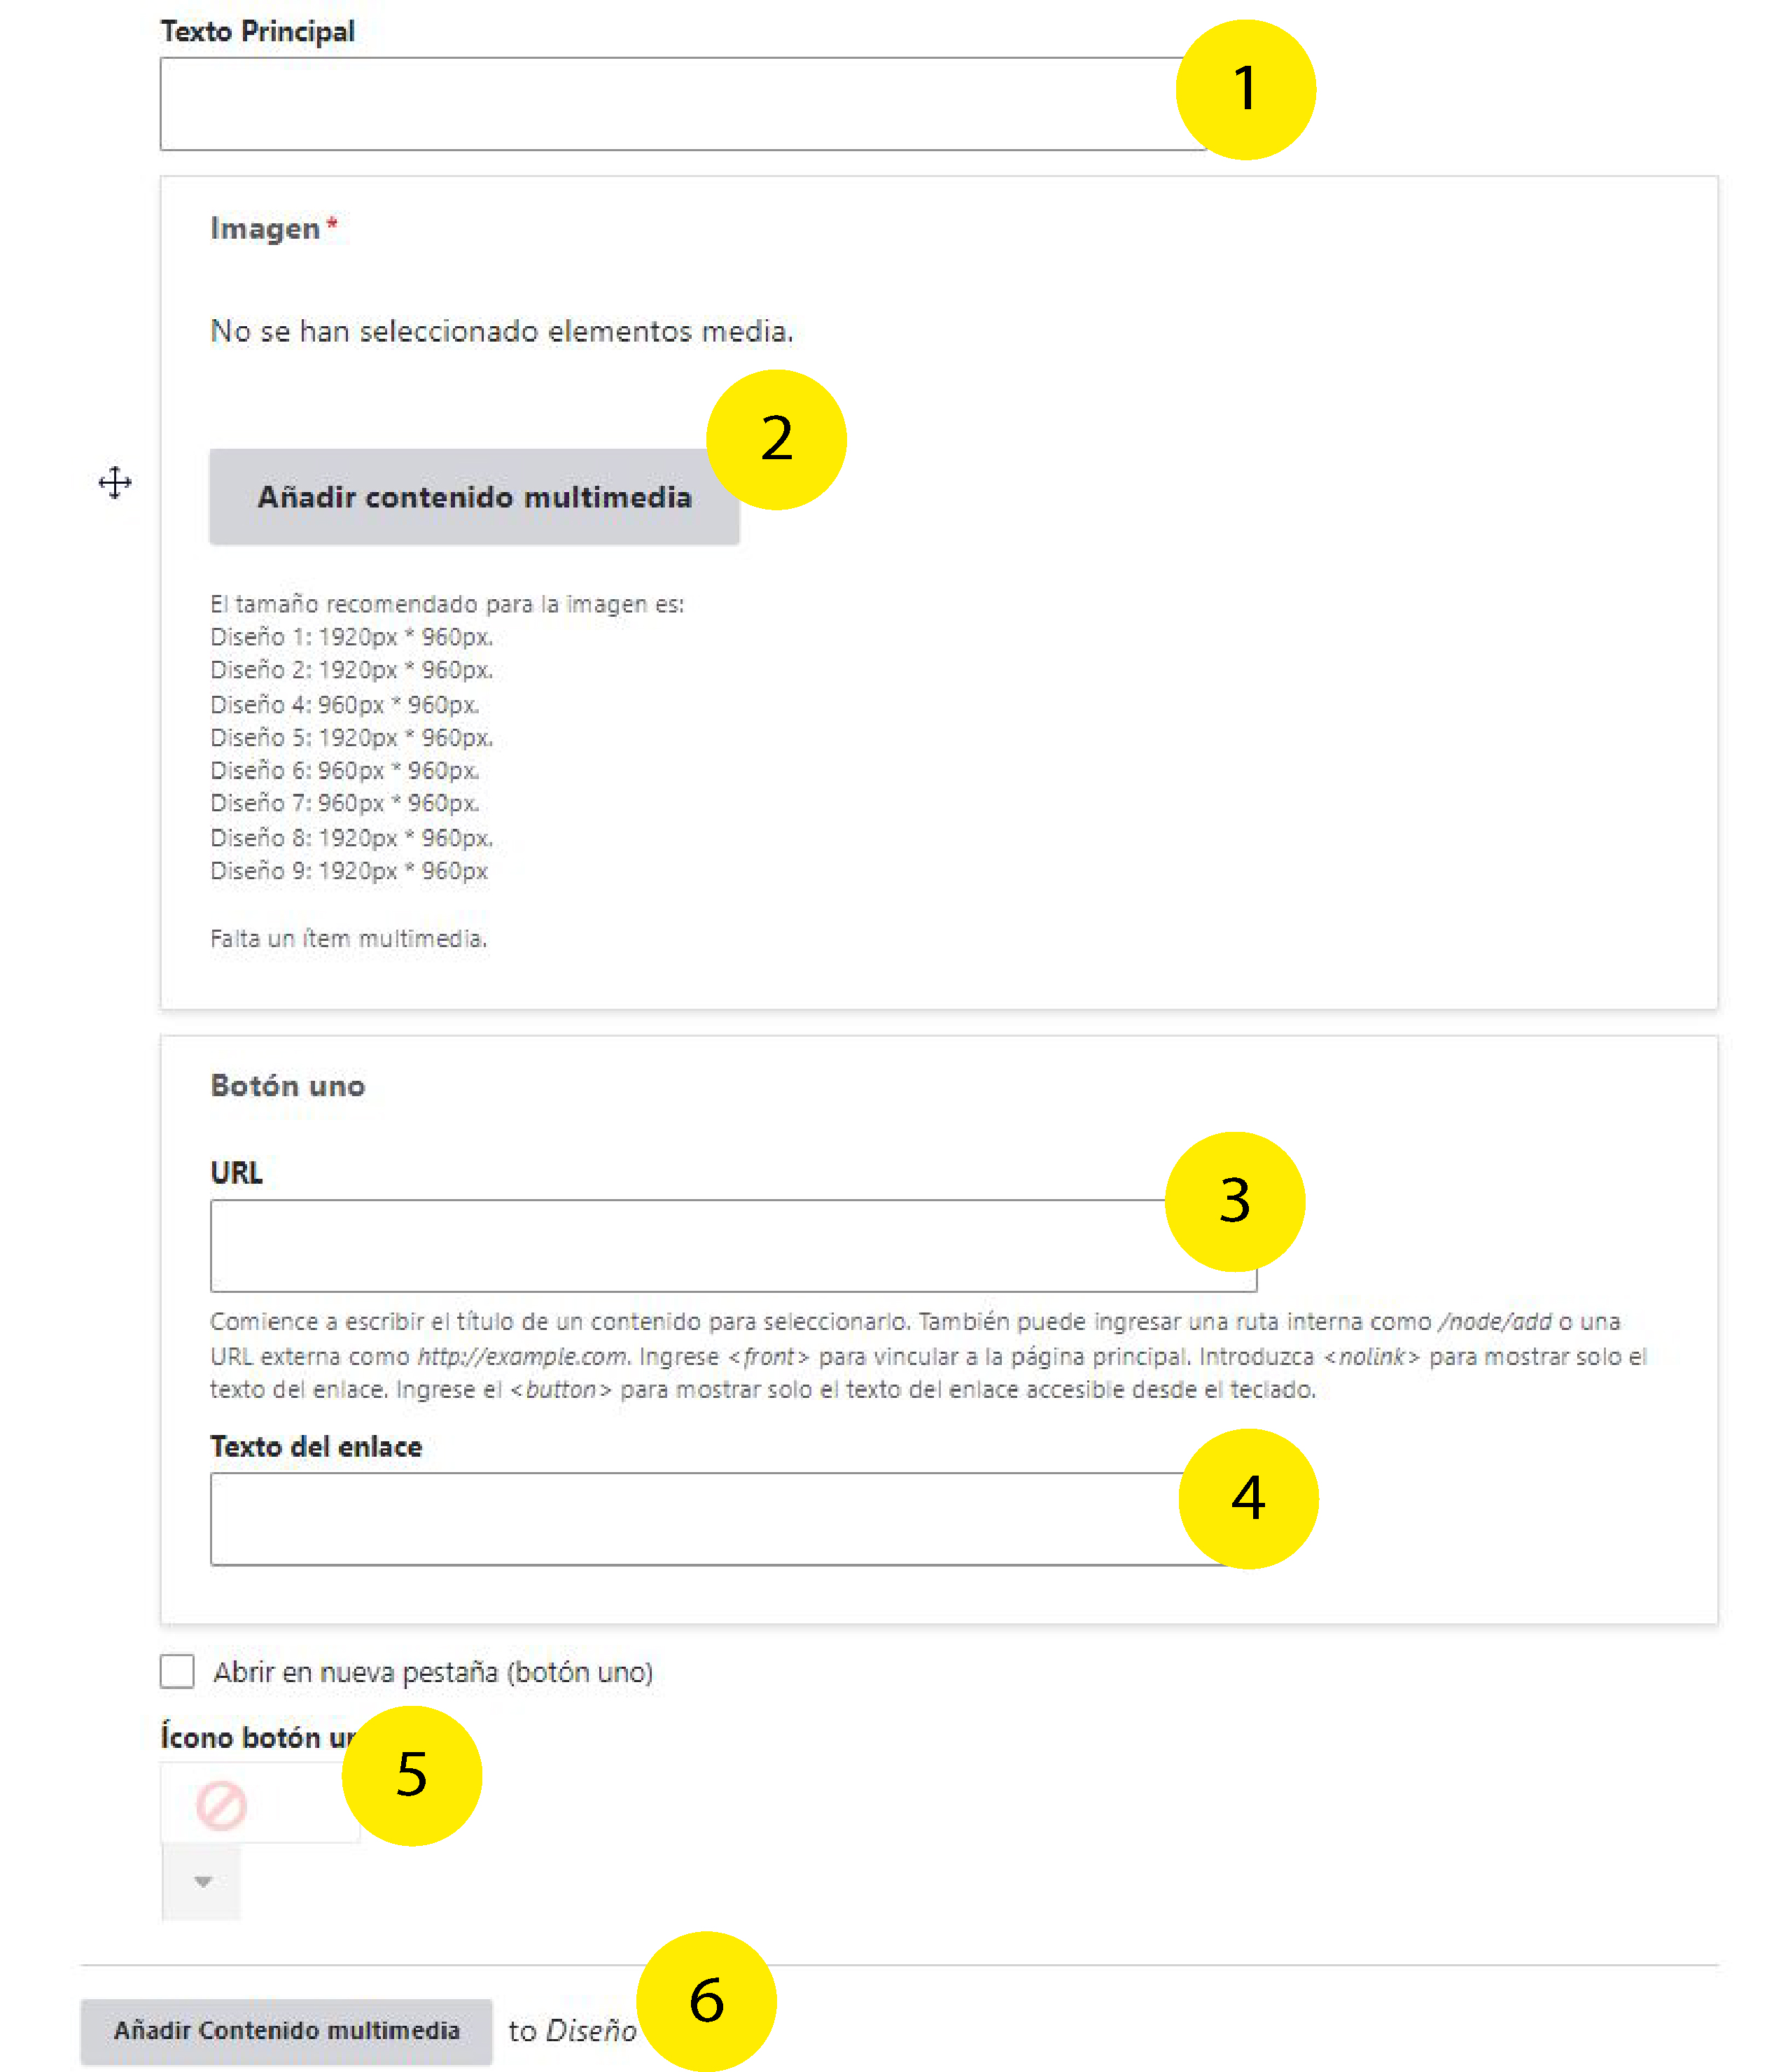 Texto Principal
1
Imagen *
No se han seleccionado elementos media.
2
Añadir contenido multimedia
El tamaño recomendado para la imagen es:
Diseño 1: 1920px * 960px.
Diseño 2: 1920px * 960px.
Diseño 4: 960px * 960px.
Diseño 5: 1920px * 960px.
Diseño 6: 960px * 960px.
Diseño 7: 960px * 960px.
Diseño 8: 1920px * 960px.
Diseño 9: 1920px * 960px
Falta un ítem multimedia.
Botón uno
URL
3
Comience a escribir el título de un contenido para seleccionarlo. También puede ingresar una ruta interna como /node/add o una
URL externa como http://example.com. Ingrese <front> para vincular a la página principal. Introduzca <nolink> para mostrar solo el
texto del enlace. Ingrese el <button> para mostrar solo el texto del enlace accesible desde el teclado.
Texto del enlace
4
Abrir en nueva pestaña (botón uno)
Ícono botón
5
6
Añadir Contenido multimedia to Diseño